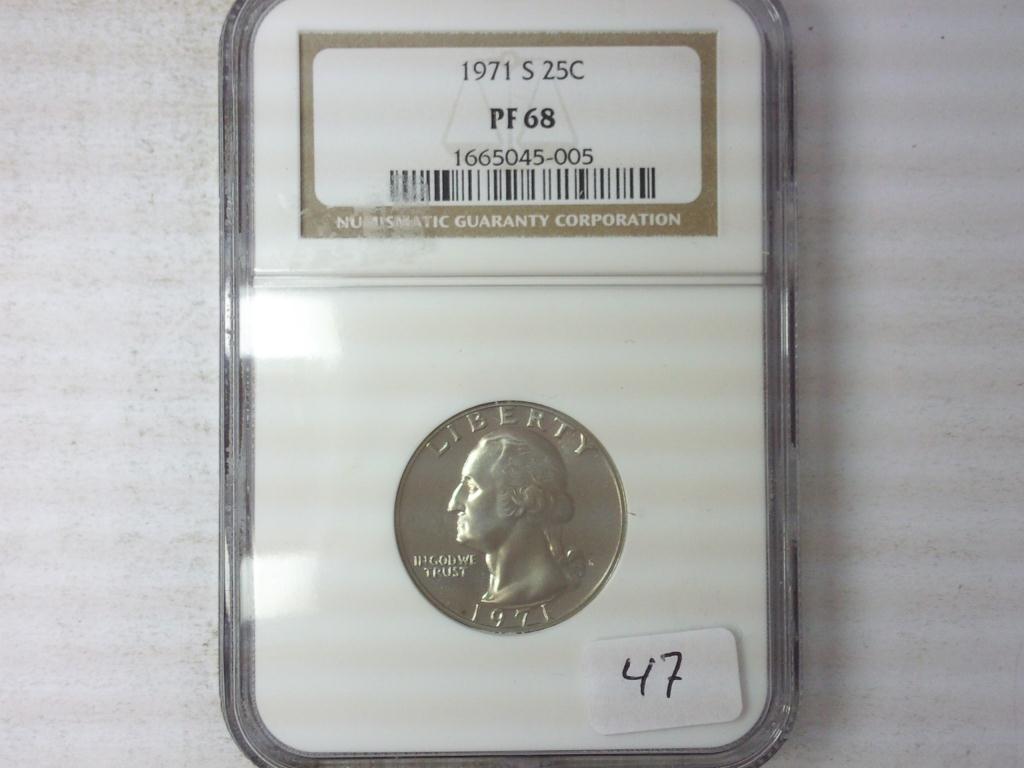 1971 S 25C
PF 68
1665045-005
NUMISMATIC GUARANTY CORPORATION
LIBERTY
IN GOD WE
TRUST
1971
47